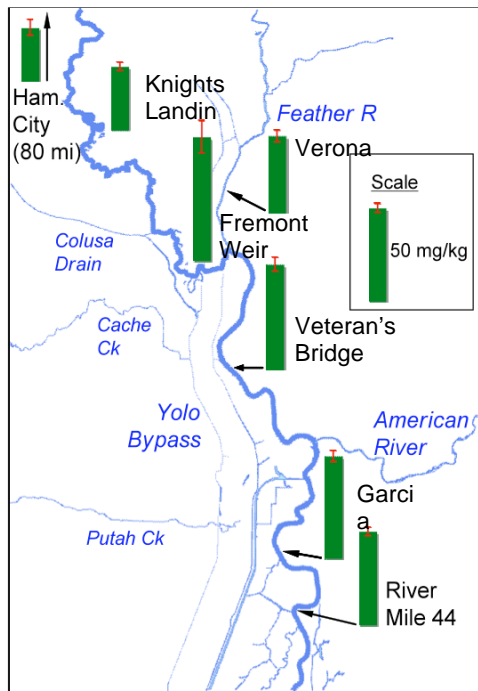 Ham.
City
(80 mi)
Knights
Landin
Feather R
Verona
Scale
50 mg/kg
Fremont
Weir
Colusa
Drain
Cache
Ck
Veteran's
Bridge
Yolo
Bypass
American
River
Garci
a
Putah Ck
River
Mile 44